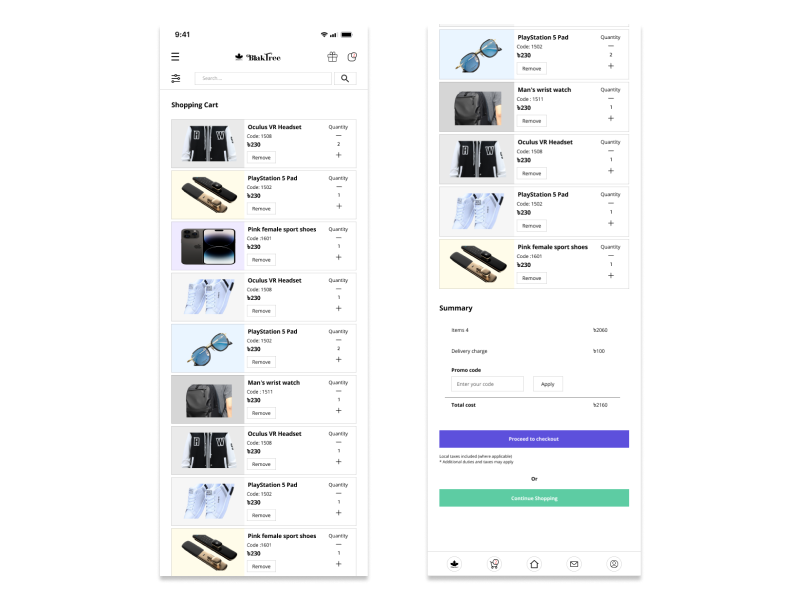 9:41
BlakTree
Search...
Shopping Cart
Oculus VR Headset
Quantity
Code: 1508
৳230
2
Remove
PlayStation 5 Pad
Quantity
Code: 1502
৳230
1
Remove
Pink female sport shoes
Quantity
Code :1601
৳230
1
Remove
Oculus VR Headset
Quantity
Code: 1508
৳230
1
Remove
PlayStation 5 Pad
Quantity
Code: 1502
৳230
2
Remove
Man's wrist watch
Quantity
Code : 1511
৳230
1
Remove
Oculus VR Headset
Quantity
Code: 1508
৳230
1
Remove
PlayStation 5 Pad
Quantity
Code: 1502
৳230
1
Remove
Pink female sport shoes
Quantity
Code :1601
৳230
1
Remove
PlayStation 5 Pad
Quantity
Code: 1502
৳230
2
Remove
Man's wrist watch
Quantity
Code : 1511
৳230
1
Remove
Oculus VR Headset
Quantity
Code: 1508
৳230
1
Remove
PlayStation 5 Pad
Quantity
Code: 1502
৳230
1
Remove
Pink female sport shoes
Quantity
Code :1601
৳230
1
Remove
Summary
Items 4
৳2060
Delivery charge
৳100
Promo code
Enter your code
Apply
Total cost
৳2160
Proceed to checkout
Local taxes included (where applicable)
* Additional duties and taxes may apply
Or
Continue Shopping